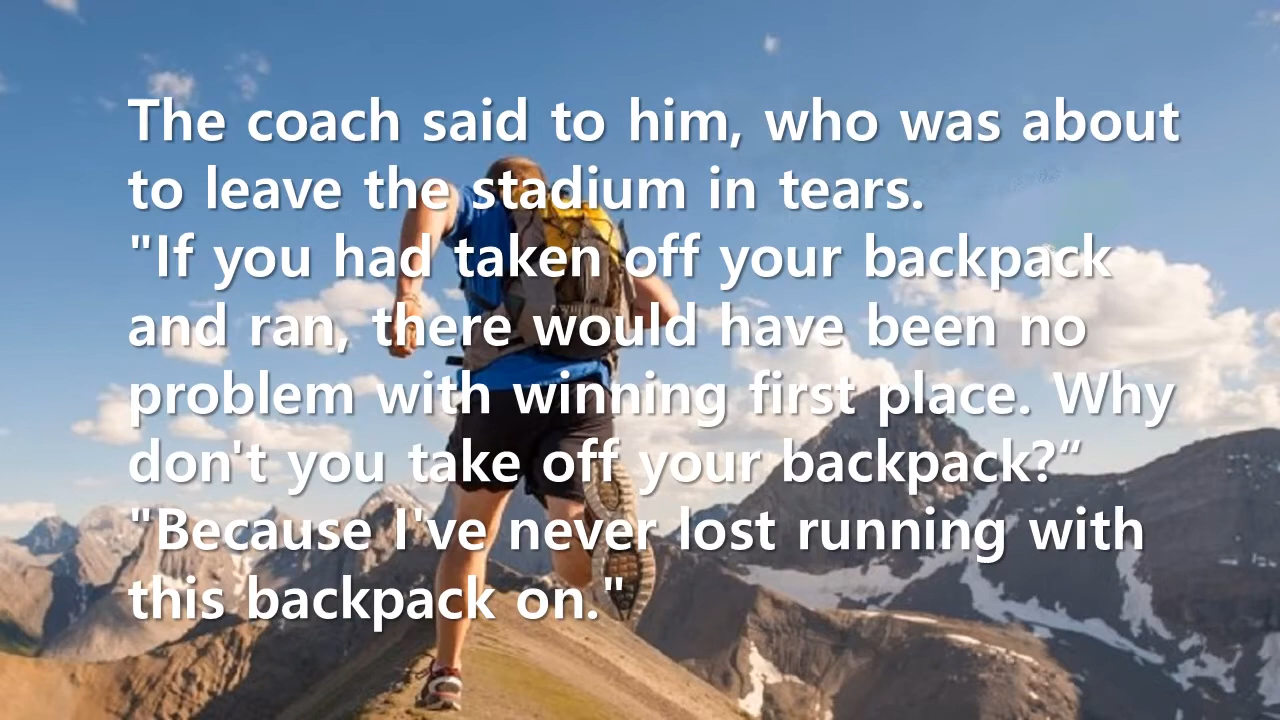 The coach said to him, who was about
to leave the stadium in tears.
"If you had taken off your backpack
and ran, there would have been no
problem with winning first place. Why
don't you take off your backpack?“
"Because I've never lost running with
this backpack on."